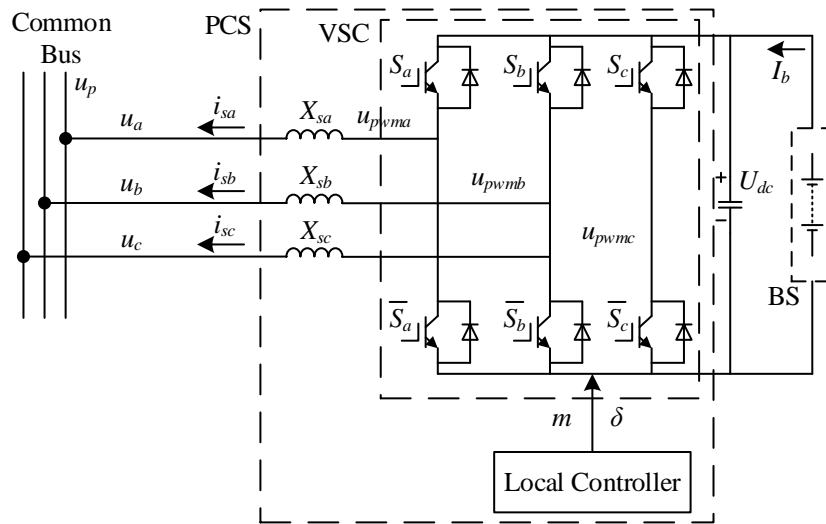 Common
Bus
PCS
VSC
u_p
S_a
S_b
S_c
I_b
i_sa
X_sa
u_pwma
u_a
i_sb
X_sb
u_pwmb
u_b
+
U_dc
−
i_sc
X_sc
u_pwmc
u_c
BS
S̅_a
S̅_b
S̅_c
m δ
Local Controller